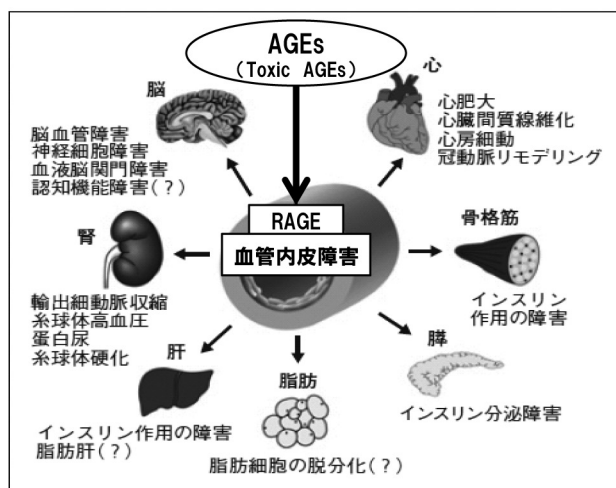 AGEs
(Toxic AGEs)
脳
脳血管障害
神経細胞障害
血液脳関門障害
認知機能障害(?)
心
心肥大
心臓間質線維化
心房細動
冠動脈リモデリング
RAGE
血管内皮障害
腎
輸出細動脈収縮
糸球体高血圧
蛋白尿
糸球体硬化
骨格筋
インスリン
作用の障害
肝
インスリン作用の障害
脂肪肝(?)
脂肪
脂肪細胞の脱分化(?)
膵
インスリン分泌障害